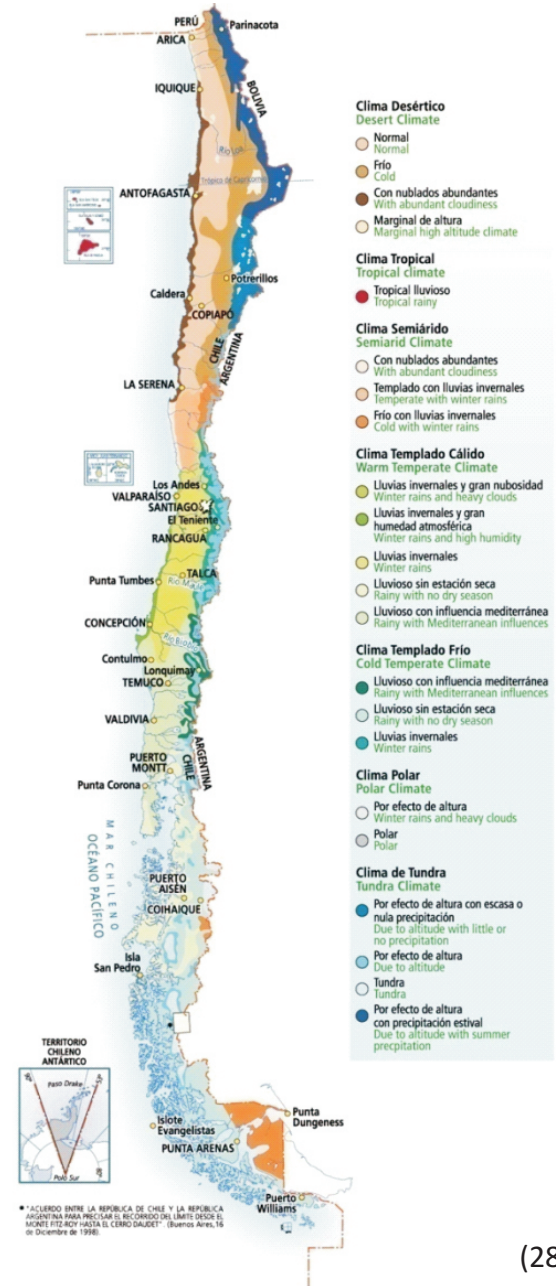 PERÚ
Parinacota
ARICA
IQUIQUE
BOLIVIA
Río Loa
Trópico de Capricornio
ANTOFAGASTA
Potrerillos
Caldera
COPIAPÓ
CHILE
ARGENTINA
LA SERENA
Los Andes
VALPARAÍSO
SANTIAGO
El Teniente
RANCAGUA
TALCA
Punta Tumbes
Río Maule
CONCEPCIÓN
Río Biobío
Contulmo
Lonquimay
TEMUCO
VALDIVIA
ARGENTINA
CHILE
PUERTO
MONTT
Punta Corona
MAR CHILENO
OCÉANO PACÍFICO
PUERTO
AISÉN
COIHAIQUE
Isla
San Pedro
TERRITORIO
CHILENO
ANTÁRTICO
Paso Drake
Polo Sur
Punta
Dungeness
Islote
Evangelistas
PUNTA ARENAS
Puerto
Williams
* "ACUERDO ENTRE LA REPÚBLICA DE CHILE Y LA REPÚBLICA
ARGENTINA PARA PRECISAR EL RECORRIDO DEL LÍMITE DESDE EL
MONTE FITZ-ROY HASTA EL CERRO DAUDET". (Buenos Aires, 16
de Diciembre de 1998).
Clima Desértico
Desert Climate
Normal
Normal
Frío
Cold
Con nublados abundantes
With abundant cloudiness
Marginal de altura
Marginal high altitude climate
Clima Tropical
Tropical climate
Tropical lluvioso
Tropical rainy
Clima Semiárido
Semiarid Climate
Con nublados abundantes
With abundant cloudiness
Templado con lluvias invernales
Temperate with winter rains
Frío con lluvias invernales
Cold with winter rains
Clima Templado Cálido
Warm Temperate Climate
Lluvias invernales y gran nubosidad
Winter rains and heavy clouds
Lluvias invernales y gran
humedad atmosférica
Winter rains and high humidity
Lluvias invernales
Winter rains
Lluvioso sin estación seca
Rainy with no dry season
Lluvioso con influencia mediterránea
Rainy with Mediterranean influences
Clima Templado Frío
Cold Temperate Climate
Lluvioso con influencia mediterránea
Rainy with Mediterranean influences
Lluvioso sin estación seca
Rainy with no dry season
Lluvias invernales
Winter rains
Clima Polar
Polar Climate
Por efecto de altura
Winter rains and heavy clouds
Polar
Polar
Clima de Tundra
Tundra Climate
Por efecto de altura con escasa o
nula precipitación
Due to altitude with little or
no precipitation
Por efecto de altura
Due to altitude
Tundra
Tundra
Por efecto de altura
con precipitación estival
Due to altitude with summer
precpitation
(28